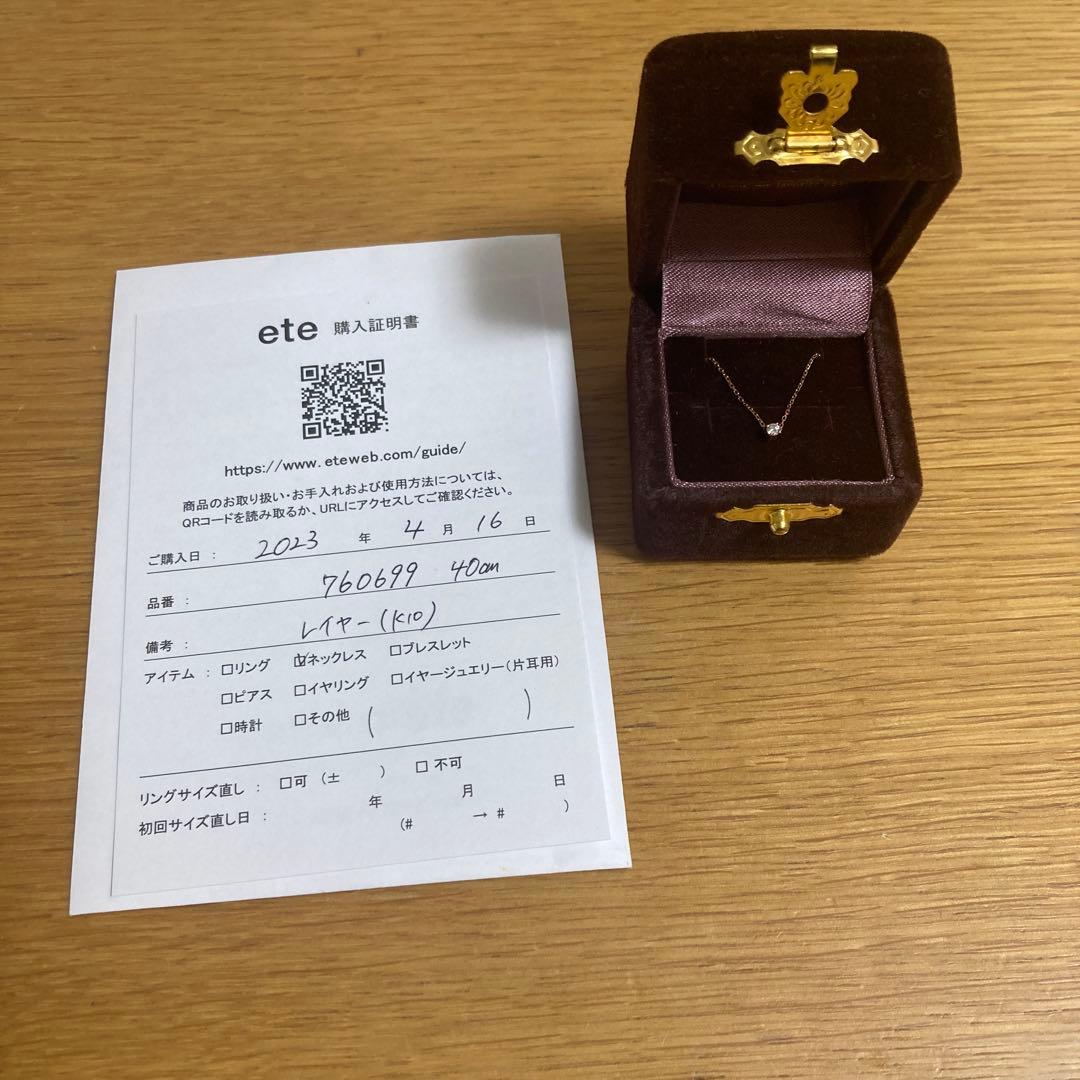 ete 購入証明書
https://www.eteweb.com/guide/
商品のお取り扱い・お手入れおよび使用方法については、
QRコードを読み取るか、URLにアクセスしてご確認ください。
ご購入日 : 2023 年 4 月 16 日
品番 : 760699 40cm
備考 : レイヤー(K10)
アイテム : □リング ☑ネックレス □ブレスレット
□ピアス □イヤリング □イヤージュエリー(片耳用)
□時計 □その他 ( )
リングサイズ直し : □可 (± ) □ 不可
初回サイズ直し日 : 年 月 日
(# → # )